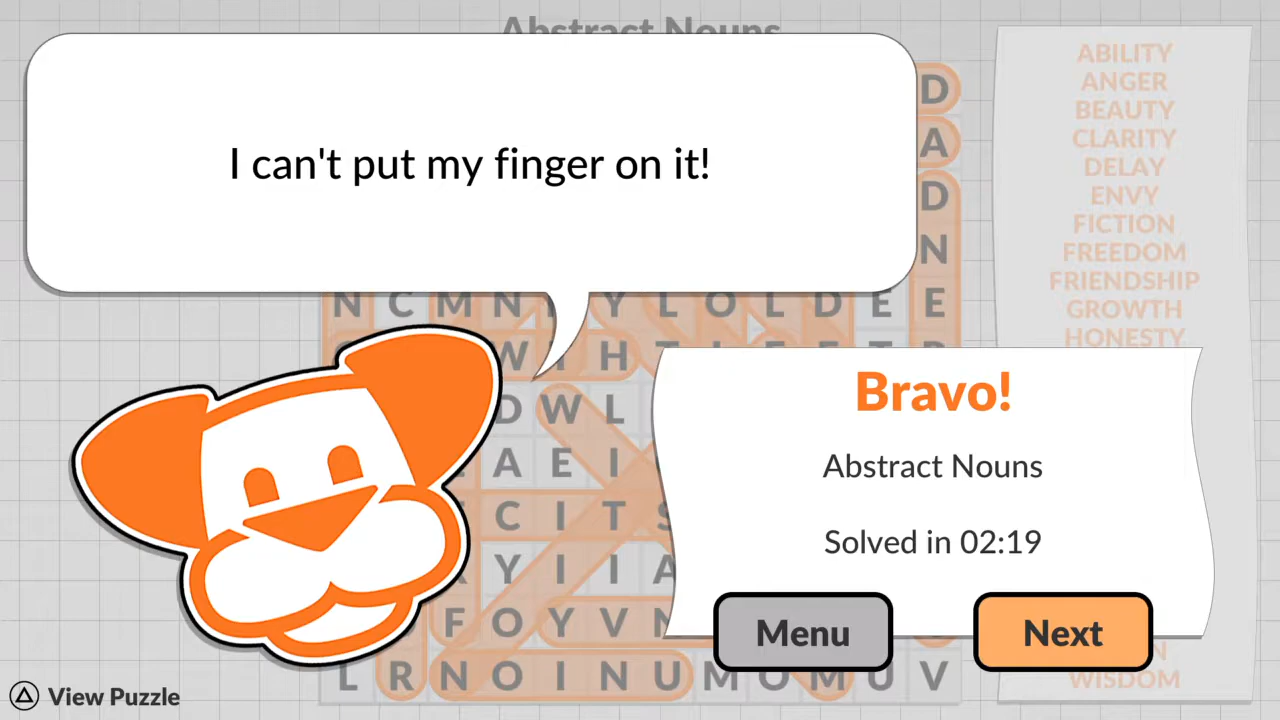 Abstract Nouns
I can't put my finger on it!
ABILITY
ANGER
BEAUTY
CLARITY
DELAY
ENVY
FICTION
FREEDOM
FRIENDSHIP
GROWTH
HONESTY
WISDOM
D
A
D
N
N C M N I Y L O L D E E E
W I H
D W L
A E I
C I T S
Y I I A
F O Y V N
L R N O I N U M O M U V
Bravo!
Abstract Nouns
Solved in 02:19
Menu
Next
View Puzzle